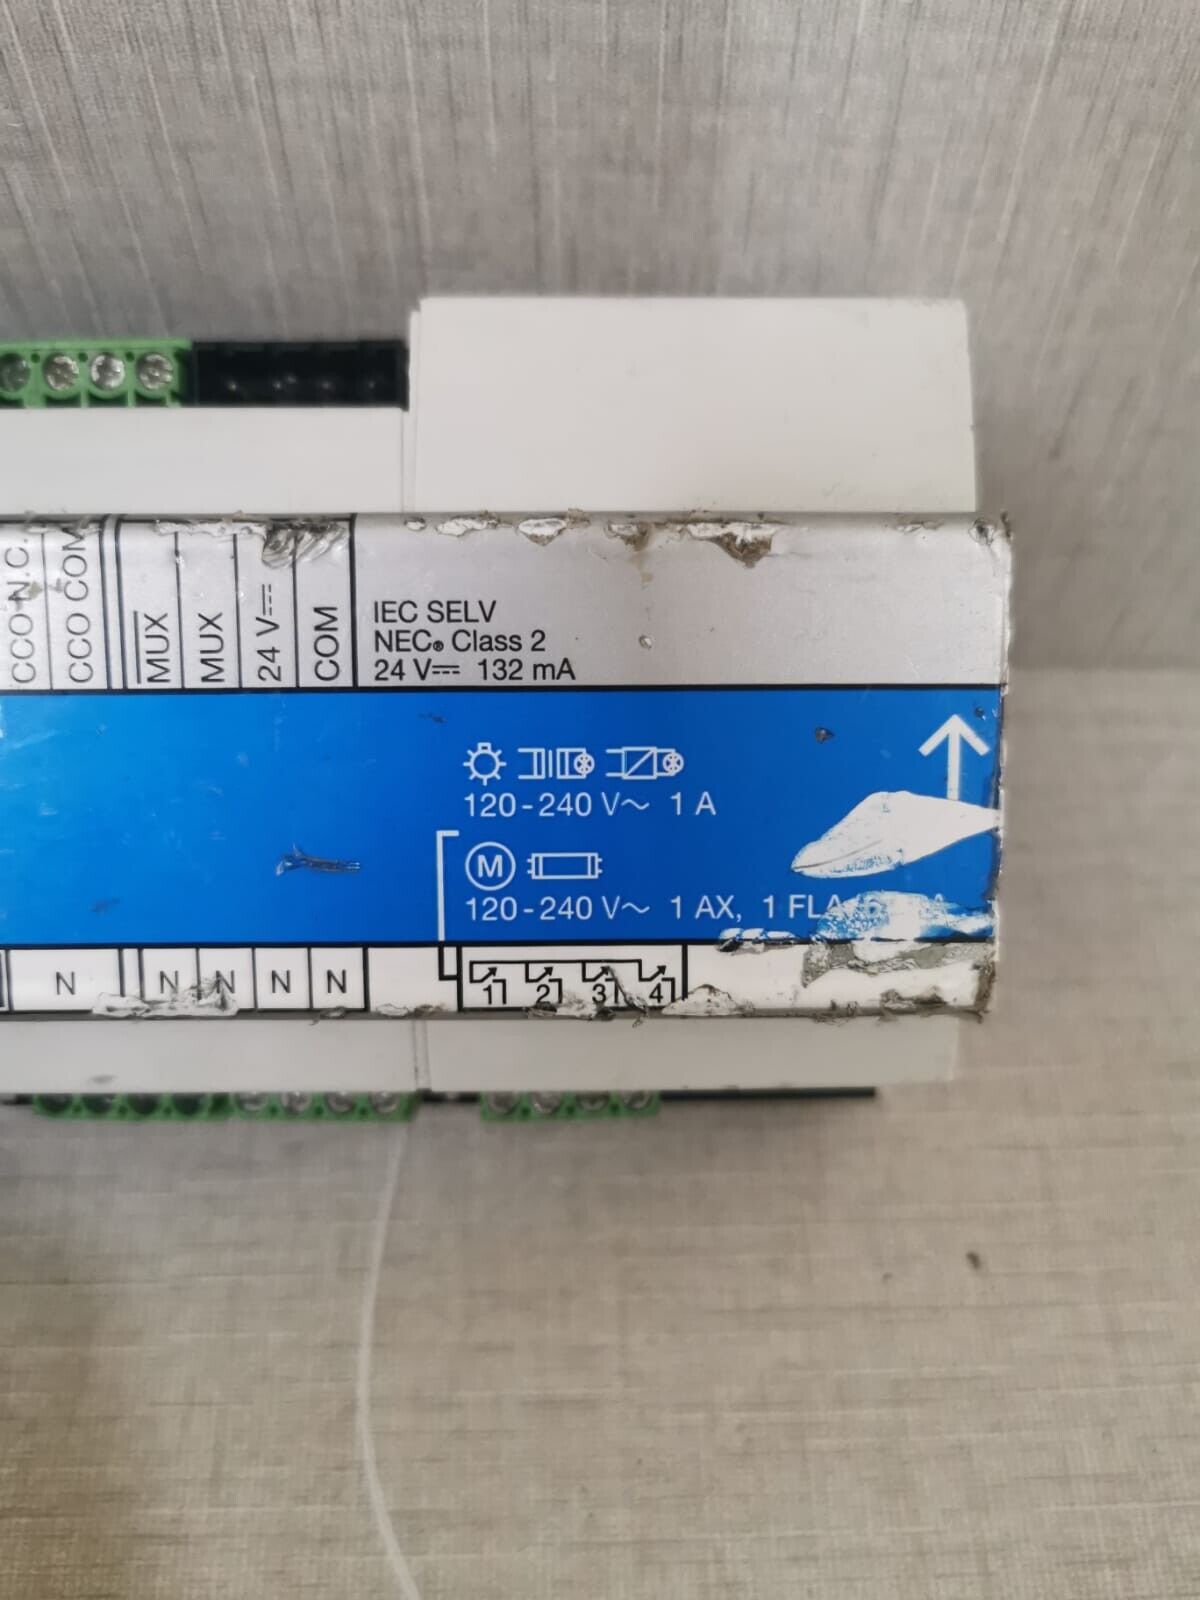 CCO N.C.
CCO COM
MUX
MUX
24 V⎓
COM
IEC SELV
NEC® Class 2
24 V⎓ 132 mA
120-240 V~ 1 A
M
120-240 V~ 1 AX, 1 FLA
N N N N N
1 2 3 4